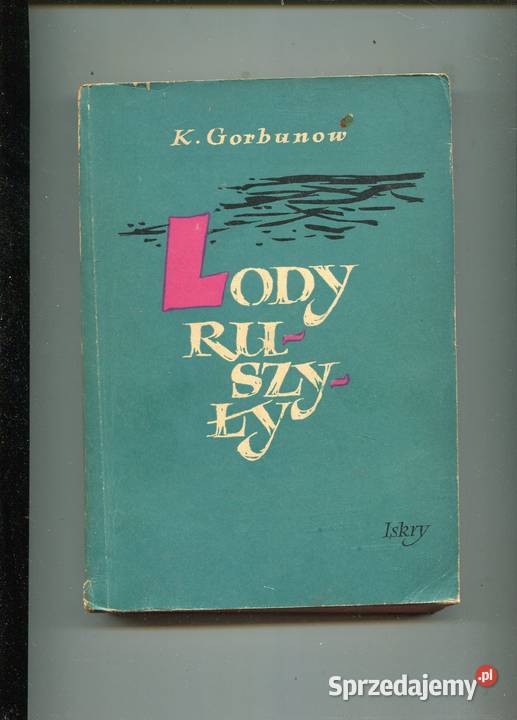 K. Gorbunow
LODY
RU-
SZY-
ŁY
Iskry
Sprzedajemy.pl